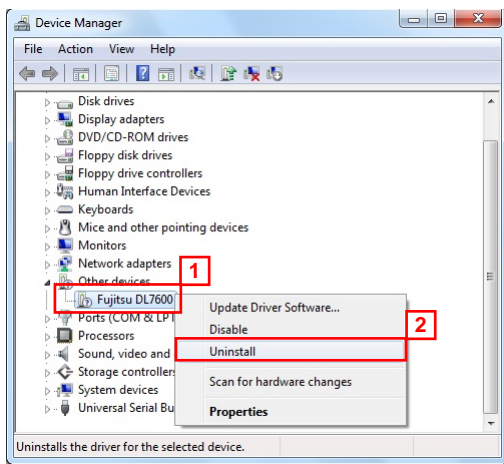 Device Manager
File Action View Help
Disk drives
Display adapters
DVD/CD-ROM drives
Floppy disk drives
Floppy drive controllers
Human Interface Devices
Keyboards
Mice and other pointing devices
Monitors
Network adapters
1
Other devices
Fujitsu DL7600
Update Driver Software...
Ports (COM & LPT
Disable
2
Processors
Sound, video and
Uninstall
Storage controllers
Scan for hardware changes
System devices
Universal Serial Bu
Properties
Uninstalls the driver for the selected device.